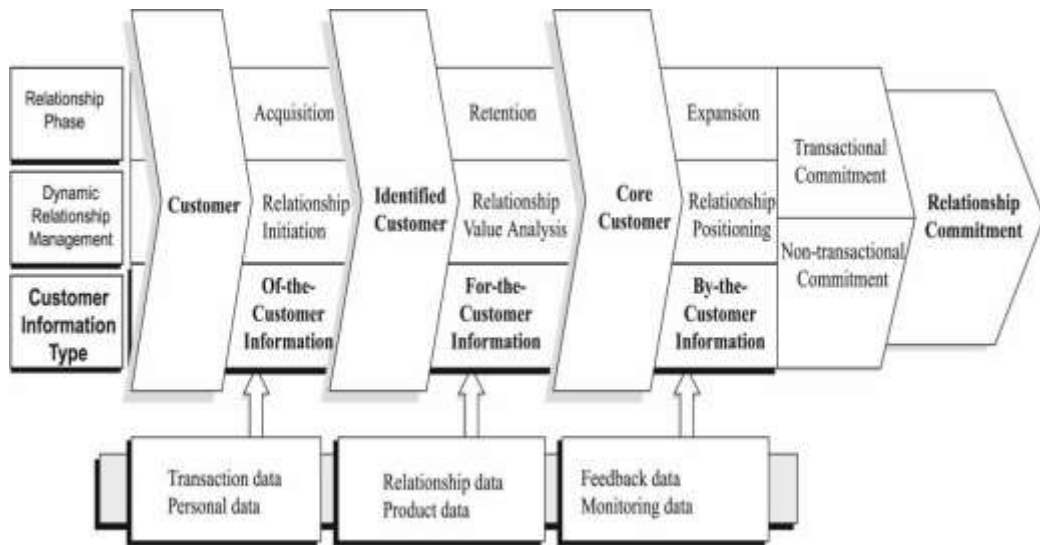 Relationship
Phase
Acquisition
Retention
Expansion
Dynamic
Relationship
Management
Customer
Relationship
Initiation
Identified
Customer
Relationship
Value Analysis
Core
Customer
Relationship
Positioning
Transactional
Commitment
Non-transactional
Commitment
Relationship
Commitment
Customer
Information
Type
Of-the-
Customer
Information
For-the-
Customer
Information
By-the-
Customer
Information
Transaction data
Personal data
Relationship data
Product data
Feedback data
Monitoring data